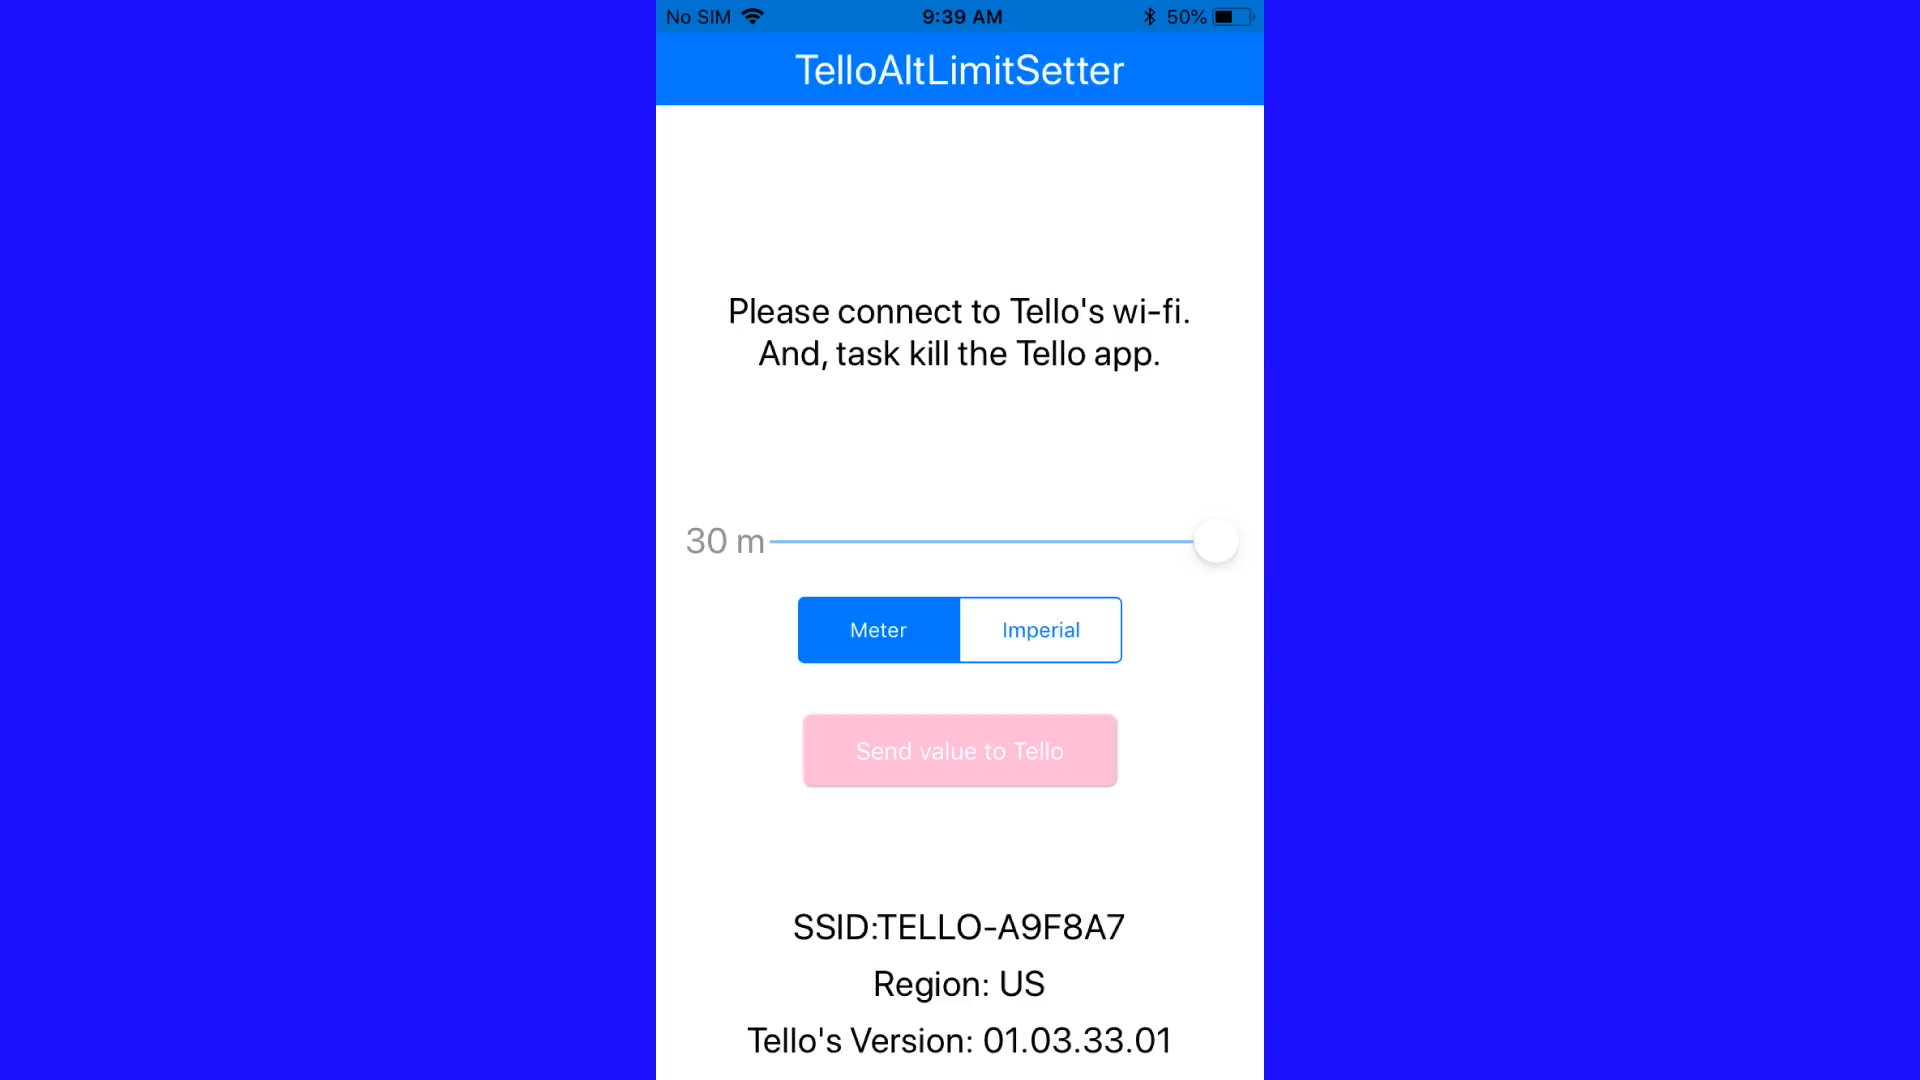 No SIM 9:39 AM 50%
TelloAltLimitSetter
Please connect to Tello's wi-fi.
And, task kill the Tello app.
30 m
Meter Imperial
Send value to Tello
SSID:TELLO-A9F8A7
Region: US
Tello's Version: 01.03.33.01